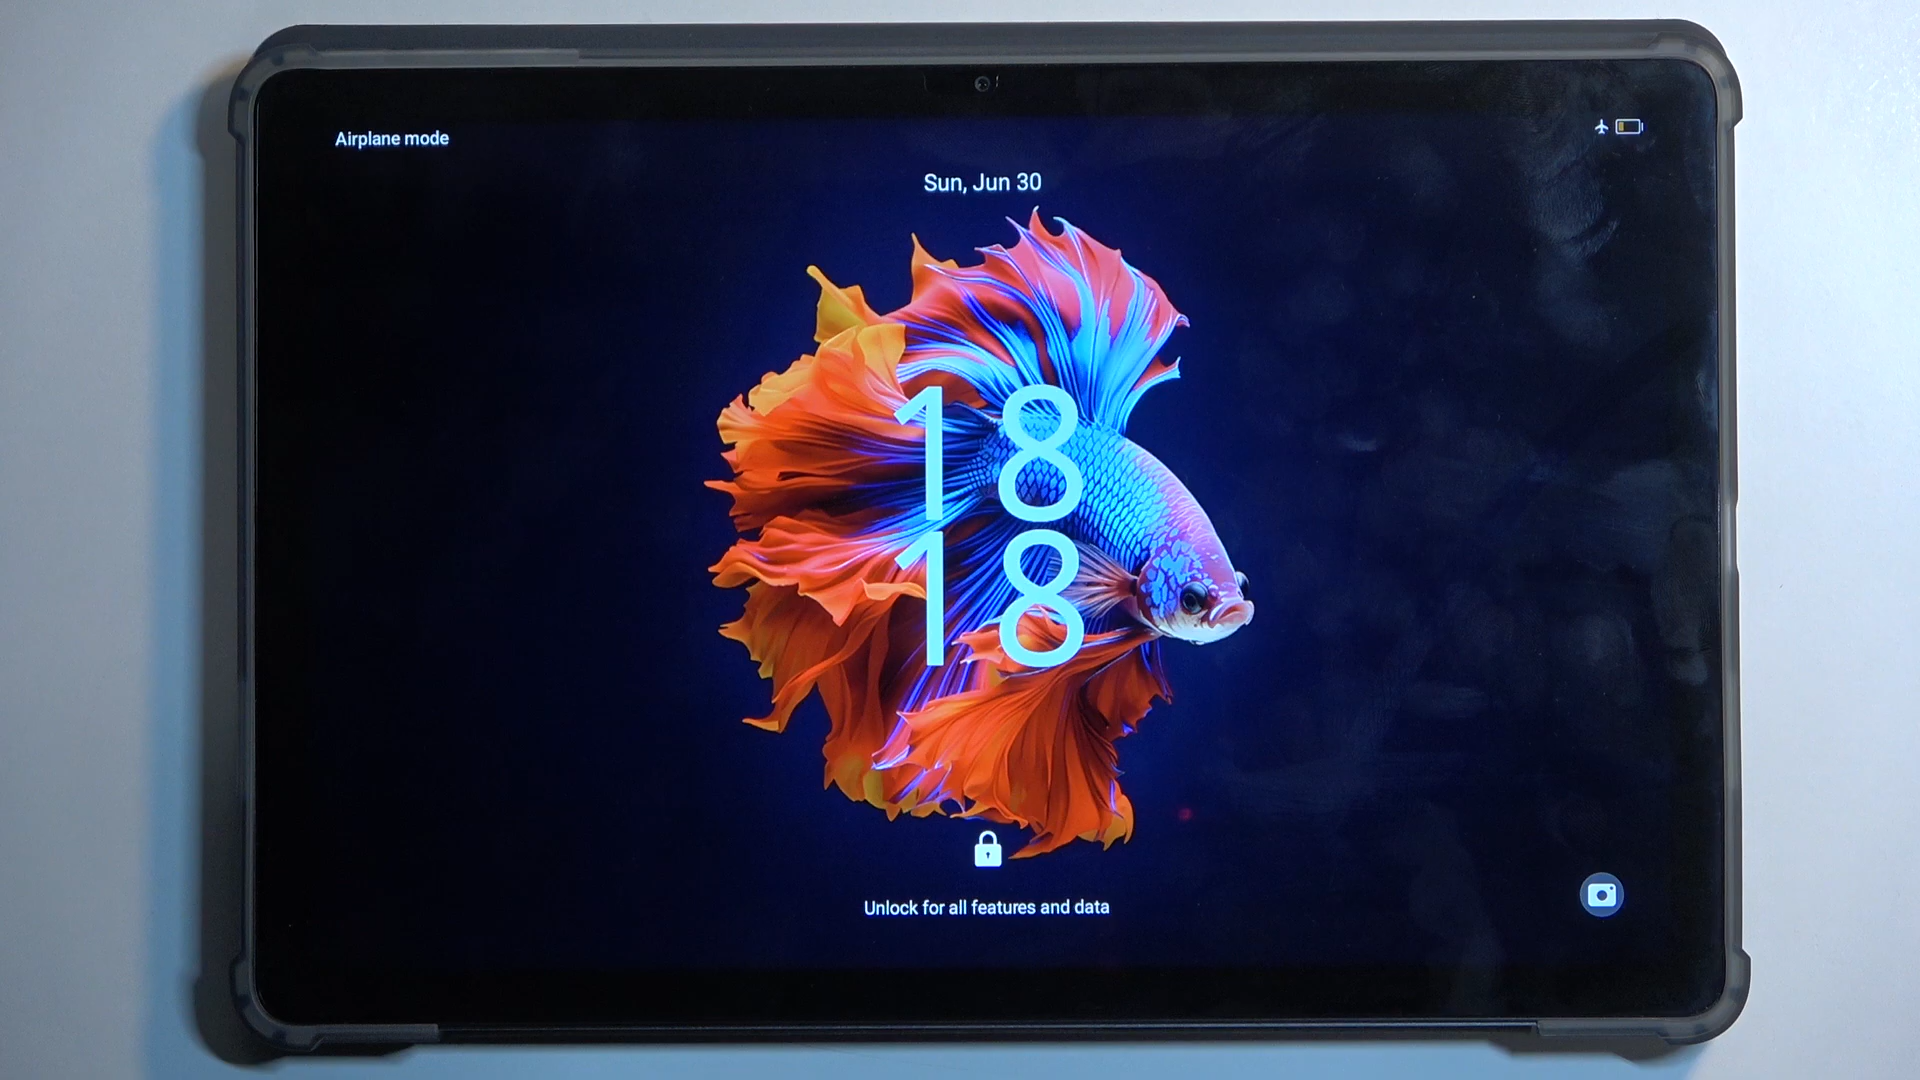 Airplane mode
Sun, Jun 30
18
18
Unlock for all features and data